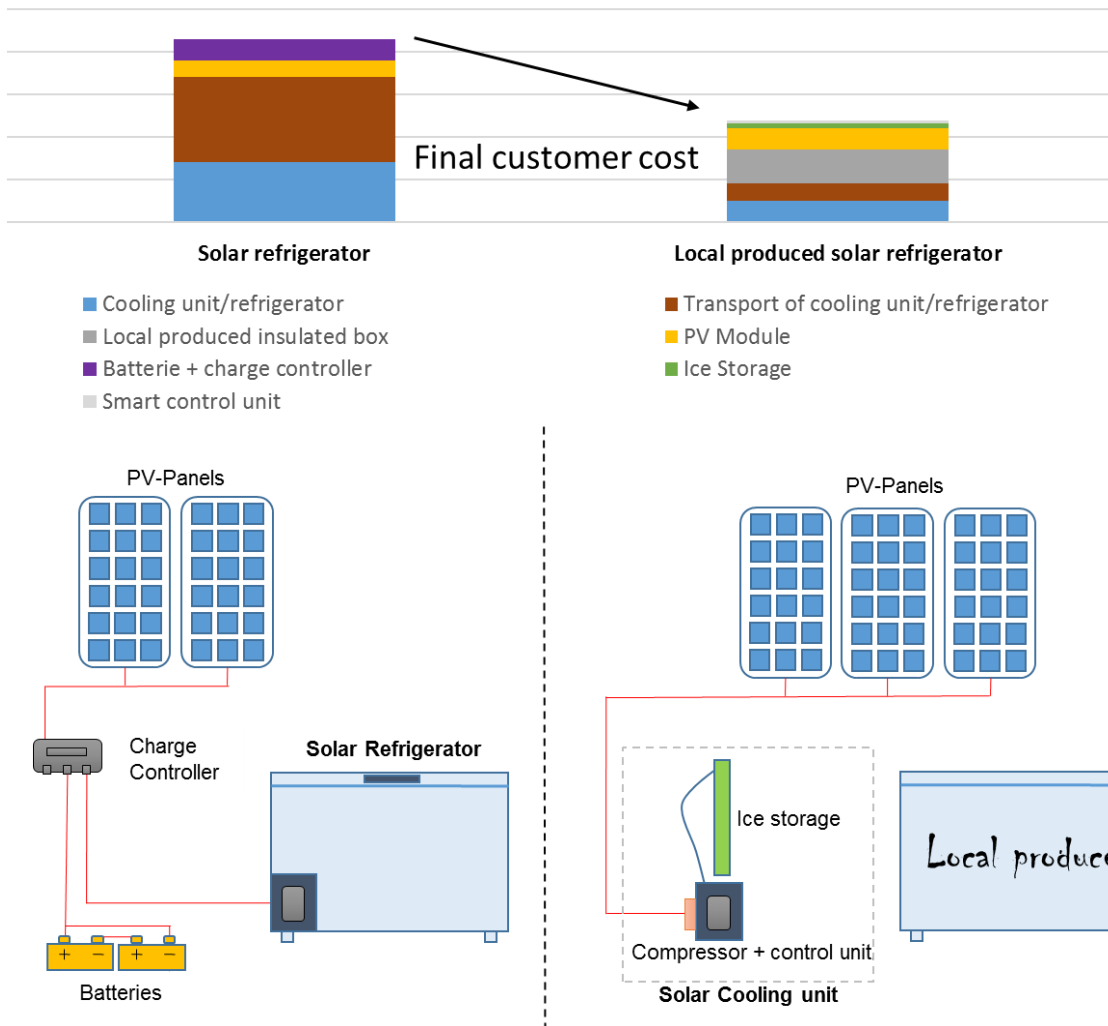 Final customer cost
Solar refrigerator
Local produced solar refrigerator
Cooling unit/refrigerator
Transport of cooling unit/refrigerator
Local produced insulated box
PV Module
Batterie + charge controller
Ice Storage
Smart control unit
PV-Panels
PV-Panels
Charge
Controller
Solar Refrigerator
Ice storage
Local produce
Compressor + control unit
Solar Cooling unit
+ − + −
Batteries